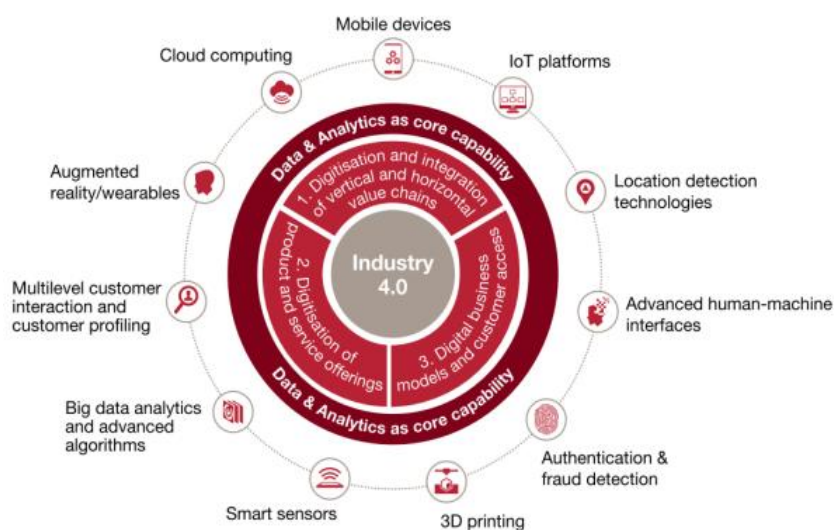 Mobile devices
Cloud computing
IoT platforms
Augmented
reality/wearables
Location detection
technologies
Multilevel customer
interaction and
customer profiling
Advanced human-machine
interfaces
Big data analytics
and advanced
algorithms
Authentication &
fraud detection
Smart sensors
3D printing
Data & Analytics as core capability
1. Digitisation and integration
of vertical and horizontal
value chains
2. Digitisation of
product and service offerings
3. Digital business
models and customer access
Industry
4.0
Data & Analytics as core capability